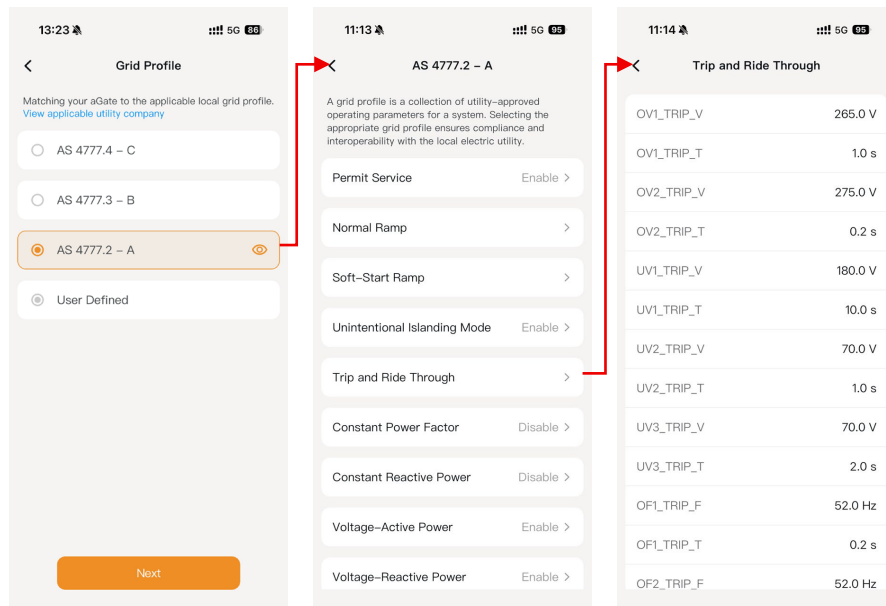 13:23
5G 86
Grid Profile
Matching your aGate to the applicable local grid profile.
View applicable utility company
AS 4777.4 – C
AS 4777.3 – B
AS 4777.2 – A
User Defined
Next
11:13
5G 95
AS 4777.2 – A
A grid profile is a collection of utility–approved
operating parameters for a system. Selecting the
appropriate grid profile ensures compliance and
interoperability with the local electric utility.
Permit Service Enable >
Normal Ramp >
Soft–Start Ramp >
Unintentional Islanding Mode Enable >
Trip and Ride Through >
Constant Power Factor Disable >
Constant Reactive Power Disable >
Voltage–Active Power Enable >
Voltage–Reactive Power Enable >
11:14
5G 95
Trip and Ride Through
OV1_TRIP_V 265.0 V
OV1_TRIP_T 1.0 s
OV2_TRIP_V 275.0 V
OV2_TRIP_T 0.2 s
UV1_TRIP_V 180.0 V
UV1_TRIP_T 10.0 s
UV2_TRIP_V 70.0 V
UV2_TRIP_T 1.0 s
UV3_TRIP_V 70.0 V
UV3_TRIP_T 2.0 s
OF1_TRIP_F 52.0 Hz
OF1_TRIP_T 0.2 s
OF2_TRIP_F 52.0 Hz